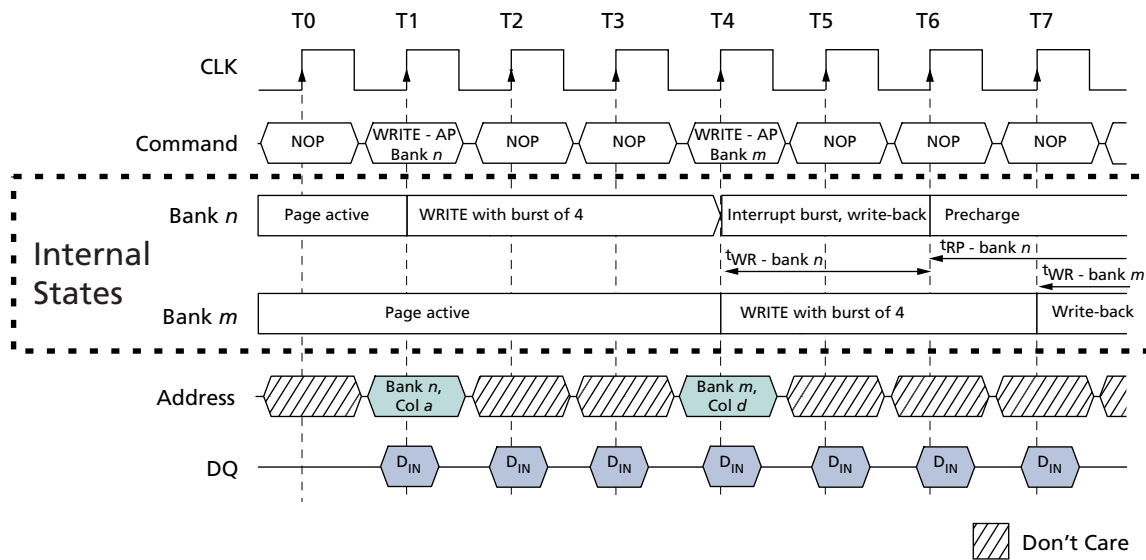 T0 T1 T2 T3 T4 T5 T6 T7
CLK
Command NOP WRITE - AP Bank n NOP NOP WRITE - AP Bank m NOP NOP NOP
Bank n Page active WRITE with burst of 4 Interrupt burst, write-back Precharge
tWR - bank n tRP - bank n
tWR - bank m
Internal
States
Bank m Page active WRITE with burst of 4 Write-back
Address Bank n, Col a Bank m, Col d
DQ DIN DIN DIN DIN DIN DIN DIN
Don't Care